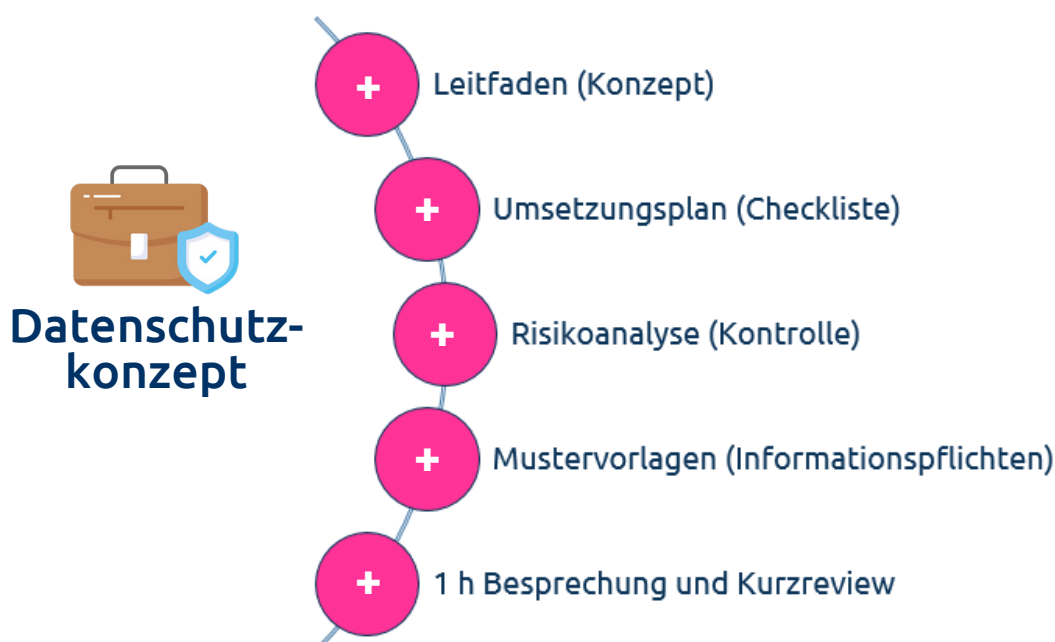 Datenschutz-
konzept
Leitfaden (Konzept)
Umsetzungsplan (Checkliste)
Risikoanalyse (Kontrolle)
Mustervorlagen (Informationspflichten)
1 h Besprechung und Kurzreview